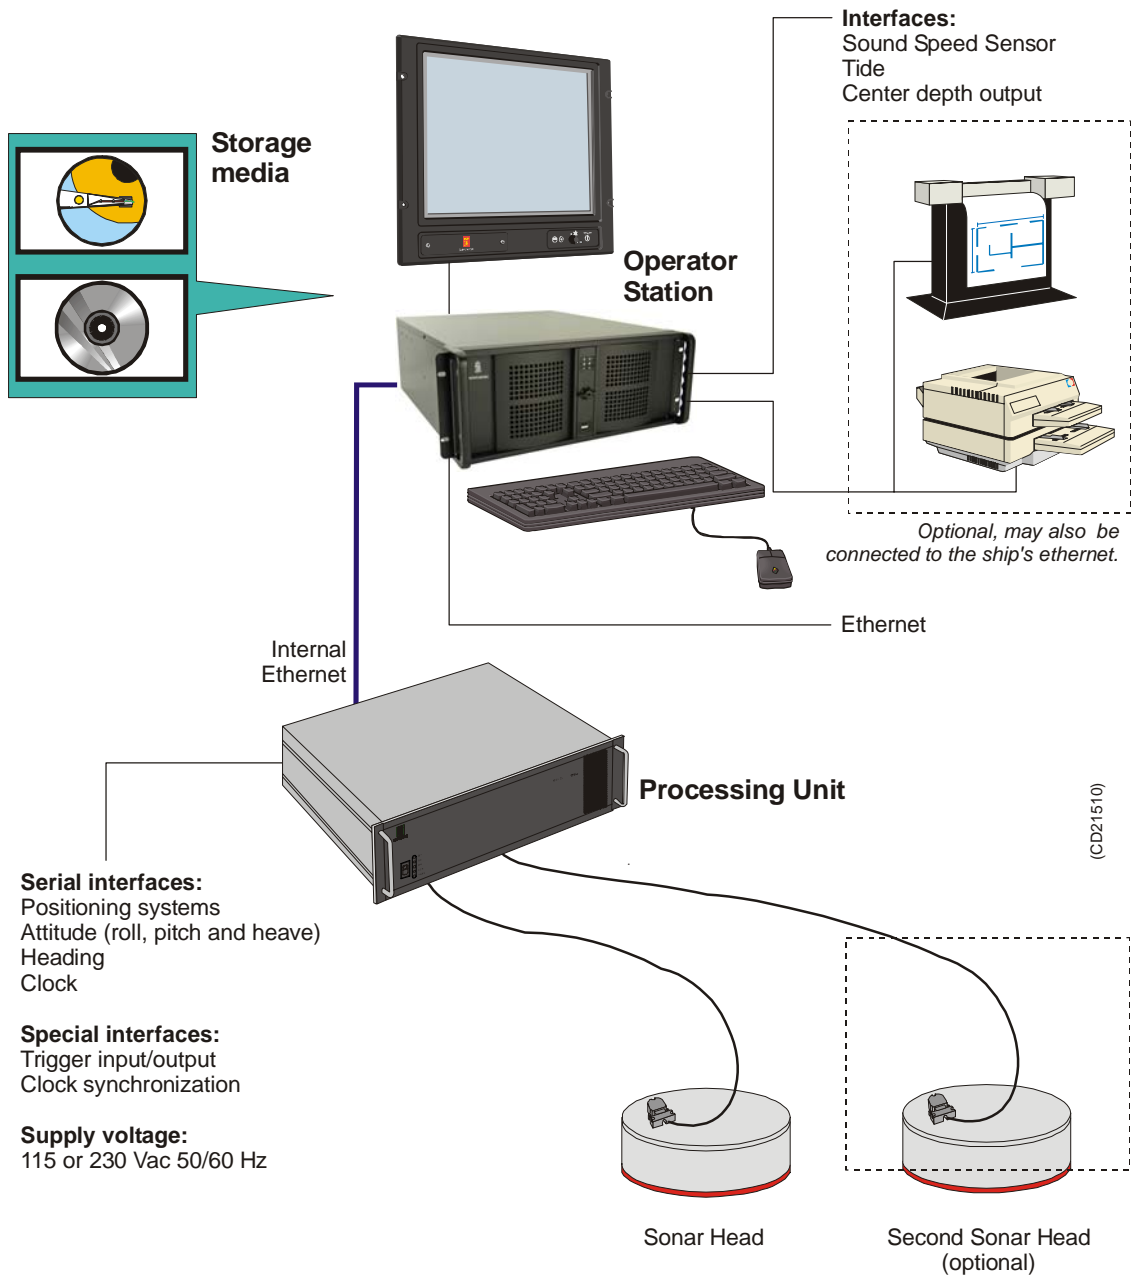 Interfaces:
Sound Speed Sensor
Tide
Center depth output
Storage
media
Operator
Station
Optional, may also be
connected to the ship's ethernet.
Ethernet
Internal
Ethernet
Processing Unit
(CD21510)
Serial interfaces:
Positioning systems
Attitude (roll, pitch and heave)
Heading
Clock
Special interfaces:
Trigger input/output
Clock synchronization
Supply voltage:
115 or 230 Vac 50/60 Hz
Sonar Head
Second Sonar Head
(optional)